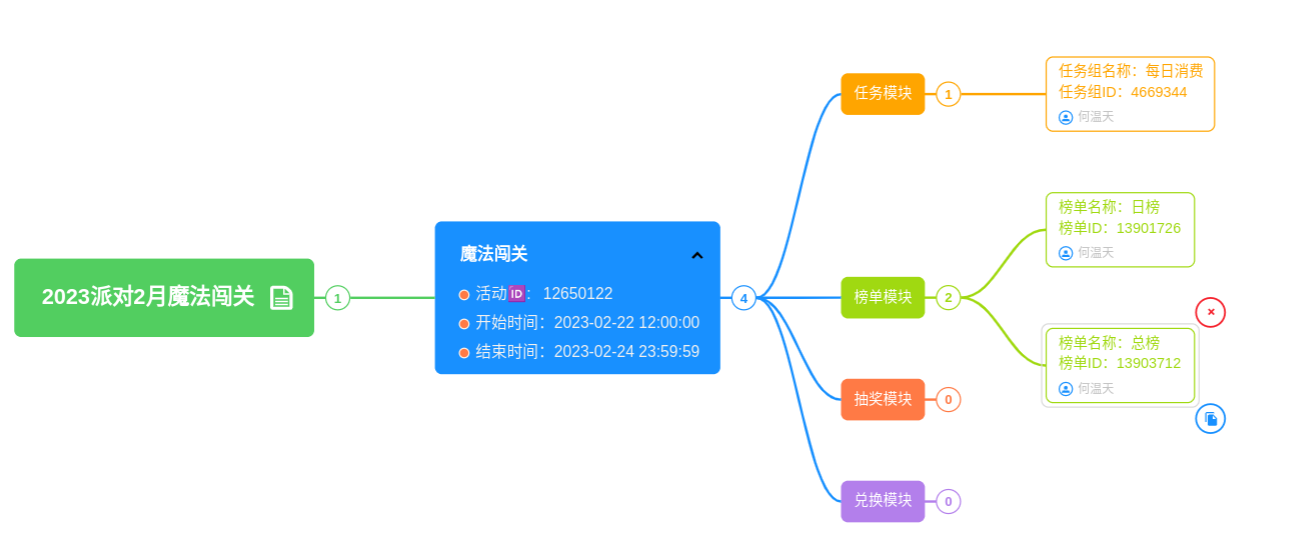 2023派对2月魔法闯关
1
魔法闯关
活动🆔： 12650122
开始时间：2023-02-22 12:00:00
结束时间：2023-02-24 23:59:59
4
任务模块
1
任务组名称：每日消费
任务组ID：4669344
何温天
榜单模块
2
榜单名称：日榜
榜单ID：13901726
何温天
榜单名称：总榜
榜单ID：13903712
何温天
抽奖模块
0
兑换模块
0